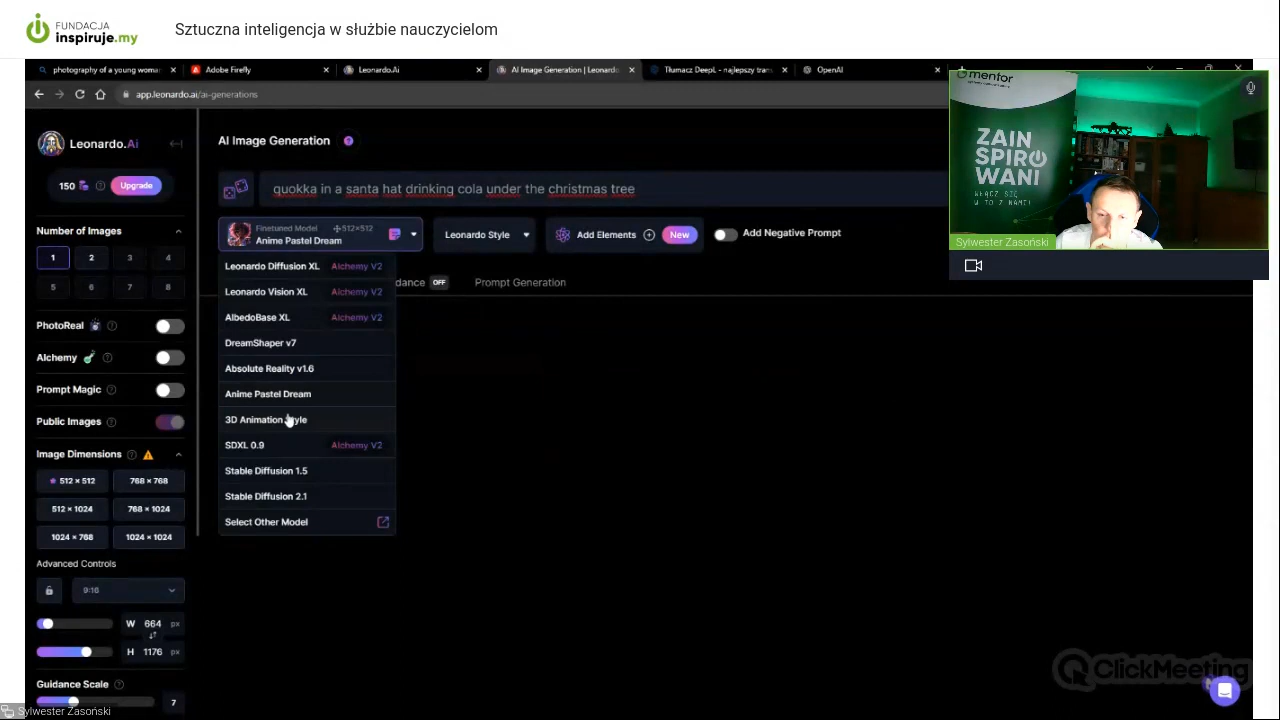 FUNDACJA
inspiruje.my
Sztuczna inteligencja w służbie nauczycielom
photography of a young woma
Adobe Firefly
Leonardo.Ai
AI Image Generation | Leonardo
Tłumacz DeepL - najlepszy tran
OpenAI
app.leonardo.ai/ai-generations
Leonardo.Ai
150
Upgrade
Number of Images
1 2 3 4
5 6 7 8
PhotoReal
Alchemy
Prompt Magic
Public Images
Image Dimensions
512 × 512 768 × 768
512 × 1024 768 × 1024
1024 × 768 1024 × 1024
Advanced Controls
9:16
W 664 px
H 1176 px
Guidance Scale
7
AI Image Generation
quokka in a santa hat drinking cola under the christmas tree
Finetuned Model 512×512
Anime Pastel Dream
Leonardo Style
Add Elements
New
Add Negative Prompt
dance OFF
Prompt Generation
Leonardo Diffusion XL Alchemy V2
Leonardo Vision XL Alchemy V2
AlbedoBase XL Alchemy V2
DreamShaper v7
Absolute Reality v1.6
Anime Pastel Dream
3D Animation Style
SDXL 0.9 Alchemy V2
Stable Diffusion 1.5
Stable Diffusion 2.1
Select Other Model
mentor
ZAIN
SPIRO
WANI
WŁĄCZ SIĘ
W TO Z NAMI!
Sylwester Zasoński
ClickMeeting
Sylwester Zasoński